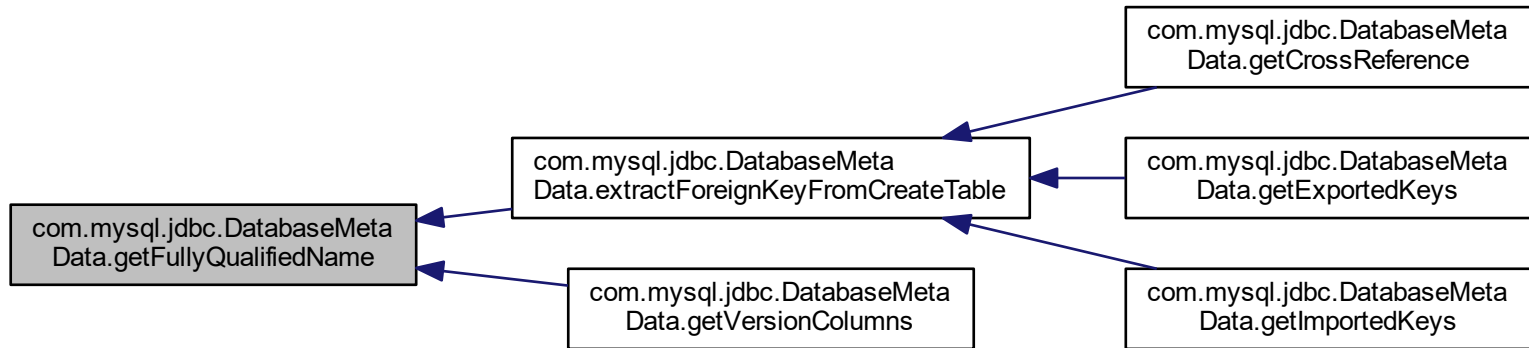 com.mysql.jdbc.DatabaseMeta
Data.getFullyQualifiedName
com.mysql.jdbc.DatabaseMeta
Data.extractForeignKeyFromCreateTable
com.mysql.jdbc.DatabaseMeta
Data.getVersionColumns
com.mysql.jdbc.DatabaseMeta
Data.getCrossReference
com.mysql.jdbc.DatabaseMeta
Data.getExportedKeys
com.mysql.jdbc.DatabaseMeta
Data.getImportedKeys